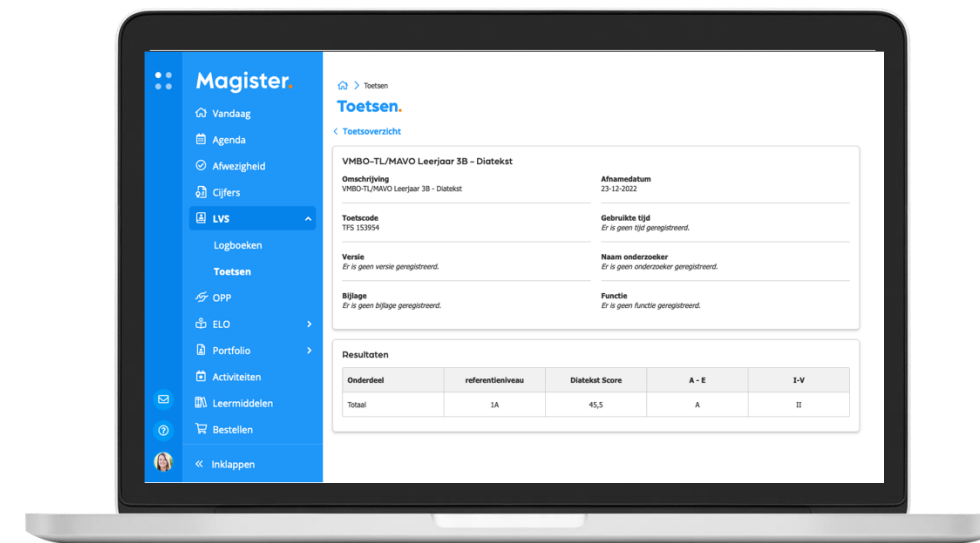 Magister.
Vandaag
Agenda
Afwezigheid
Cijfers
LVS
Logboeken
Toetsen
OPP
ELO
Portfolio
Activiteiten
Leermiddelen
Bestellen
Inklappen
Toetsen
Toetsen.
Toetsoverzicht
VMBO-TL/MAVO Leerjaar 3B - Diatekst
Omschrijving
VMBO-TL/MAVO Leerjaar 3B - Diatekst
Afnamedatum
23-12-2022
Toetscode
TFS 153954
Gebruikte tijd
Er is geen tijd geregistreerd.
Versie
Er is geen versie geregistreerd.
Naam onderzoeker
Er is geen onderzoeker geregistreerd.
Bijlage
Er is geen bijlage geregistreerd.
Functie
Er is geen functie geregistreerd.
Resultaten
Onderdeel referentieniveau Diatekst Score A - E I-V
Totaal 1A 45,5 A II